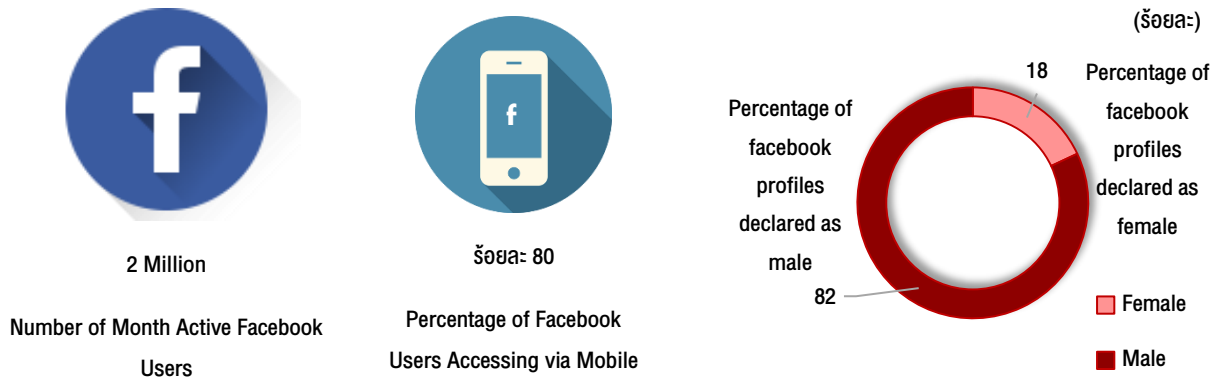 f
2 Million
Number of Month Active Facebook
Users
f
ร้อยละ 80
Percentage of Facebook
Users Accessing via Mobile
(ร้อยละ)
18
Percentage of
facebook
profiles
declared as
female
Percentage of
facebook
profiles
declared as
male
82
Female
Male